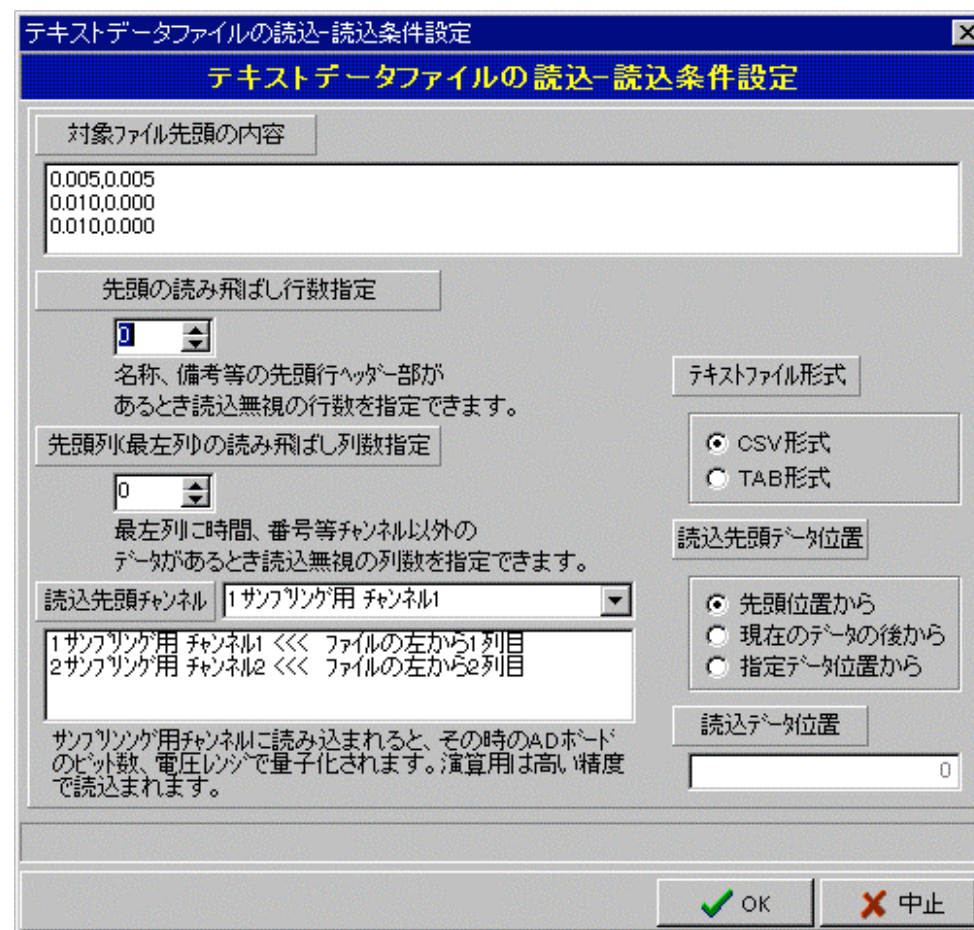 テキストデータファイルの読込-読込条件設定
テキストデータファイルの読込-読込条件設定
対象ﾌｧｲﾙ先頭の内容
0.005,0.005
0.010,0.000
0.010,0.000
先頭の読み飛ばし行数指定
0
名称、備考等の先頭行ﾍｯﾀﾞｰ部が
あるとき読込無視の行数を指定できます。
先頭列(最左列)の読み飛ばし列数指定
0
最左列に時間、番号等ﾁｬﾝﾈﾙ以外の
ﾃﾞｰﾀがあるとき読込無視の列数を指定できます。
読込先頭ﾁｬﾝﾈﾙ
1 ｻﾝﾌﾟﾘﾝｸﾞ用 ﾁｬﾝﾈﾙ1
1 ｻﾝﾌﾟﾘﾝｸﾞ用 ﾁｬﾝﾈﾙ1 <<< ﾌｧｲﾙの左から1列目
2 ｻﾝﾌﾟﾘﾝｸﾞ用 ﾁｬﾝﾈﾙ2 <<< ﾌｧｲﾙの左から2列目
ｻﾝﾌﾟﾘﾝﾝｸﾞ用ﾁｬﾝﾈﾙに読み込まれると、その時のADﾎﾞｰﾄﾞ
のﾋﾞｯﾄ数、電圧ﾚﾝｼﾞで量子化されます。演算用は高い精度
で読込まれます。
ﾃｷｽﾄﾌｧｲﾙ形式
CSV形式
TAB形式
読込先頭ﾃﾞｰﾀ位置
先頭位置から
現在のﾃﾞｰﾀの後から
指定ﾃﾞｰﾀ位置から
読込ﾃﾞｰﾀ位置
0
OK
中止